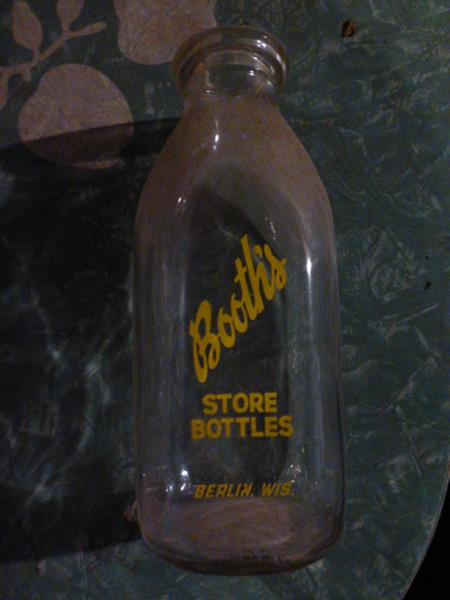 Booth's
STORE
BOTTLES
BERLIN, WIS.